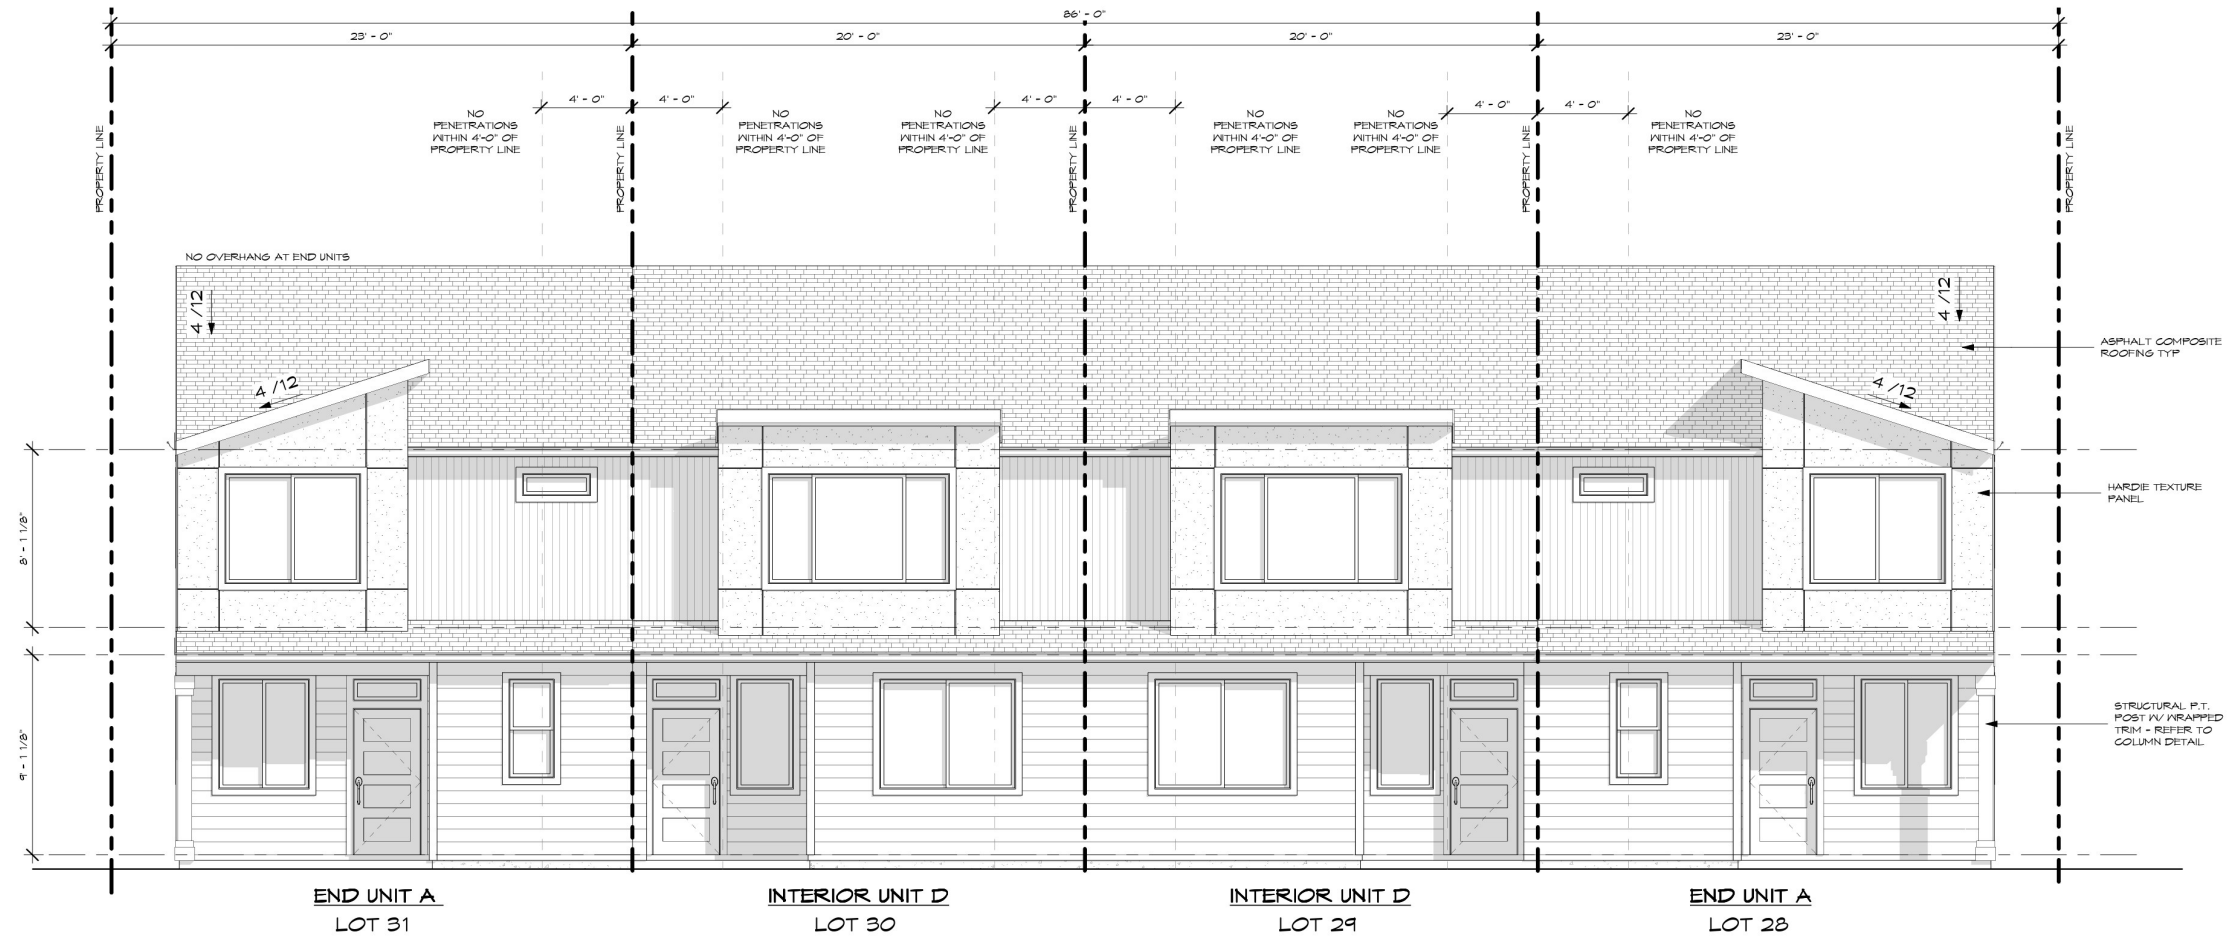 86' - 0"
23' - 0"
20' - 0"
20' - 0"
23' - 0"
4' - 0"
4' - 0"
4' - 0"
4' - 0"
4' - 0"
4' - 0"
NO
PENETRATIONS
WITHIN 4'-0" OF
PROPERTY LINE
NO
PENETRATIONS
WITHIN 4'-0" OF
PROPERTY LINE
NO
PENETRATIONS
WITHIN 4'-0" OF
PROPERTY LINE
NO
PENETRATIONS
WITHIN 4'-0" OF
PROPERTY LINE
NO
PENETRATIONS
WITHIN 4'-0" OF
PROPERTY LINE
NO
PENETRATIONS
WITHIN 4'-0" OF
PROPERTY LINE
PROPERTY LINE
PROPERTY LINE
PROPERTY LINE
PROPERTY LINE
PROPERTY LINE
NO OVERHANG AT END UNITS
4 /12
4 /12
4 /12
4 /12
ASPHALT COMPOSITE
ROOFING TYP
HARDIE TEXTURE
PANEL
8' - 1 1/8"
9' - 1 1/8"
STRUCTURAL P.T.
POST W/ WRAPPED
TRIM - REFER TO
COLUMN DETAIL
END UNIT A
LOT 31
INTERIOR UNIT D
LOT 30
INTERIOR UNIT D
LOT 29
END UNIT A
LOT 28